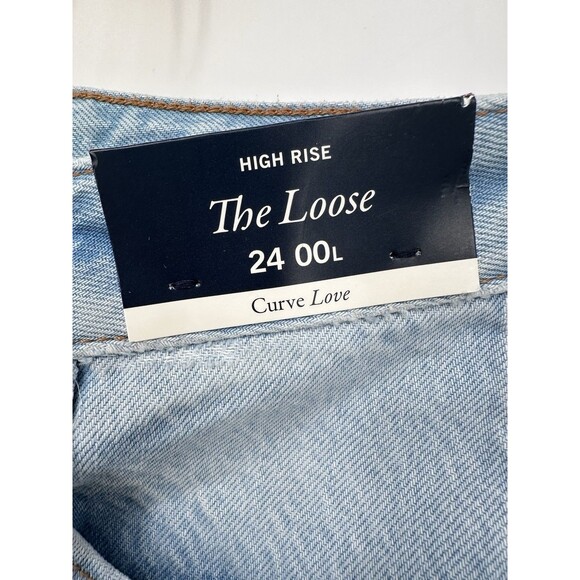 HIGH RISE
The Loose
24 00L
Curve Love